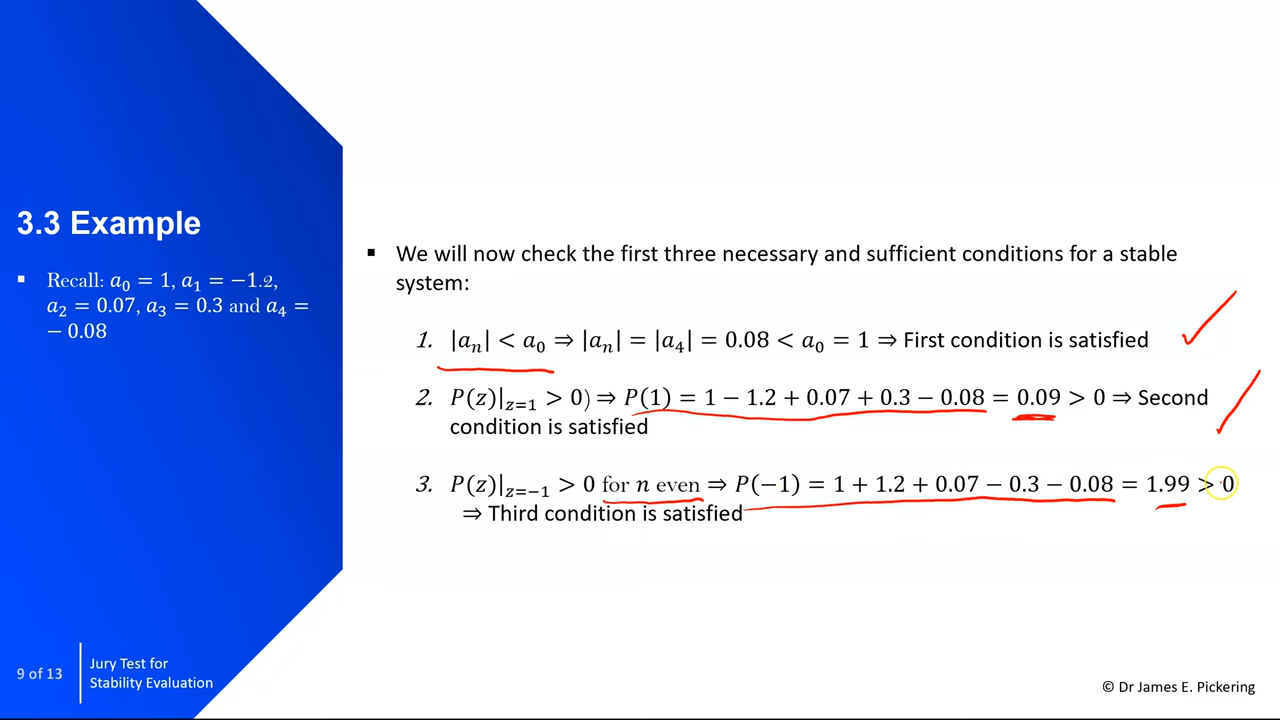 3.3 Example
▪ Recall: 𝑎₀ = 1, 𝑎₁ = −1.2,
𝑎₂ = 0.07, 𝑎₃ = 0.3 and 𝑎₄ =
− 0.08
▪ We will now check the first three necessary and sufficient conditions for a stable
system:
1. |𝑎ₙ| < 𝑎₀ ⇒ |𝑎ₙ| = |𝑎₄| = 0.08 < 𝑎₀ = 1 ⇒ First condition is satisfied
2. 𝑃(𝑧)|_{𝑧=1} > 0) ⇒ 𝑃(1) = 1 − 1.2 + 0.07 + 0.3 − 0.08 = 0.09 > 0 ⇒ Second
condition is satisfied
3. 𝑃(𝑧)|_{𝑧=−1} > 0 for 𝑛 even ⇒ 𝑃(−1) = 1 + 1.2 + 0.07 − 0.3 − 0.08 = 1.99 > 0
⇒ Third condition is satisfied
9 of 13
Jury Test for
Stability Evaluation
© Dr James E. Pickering